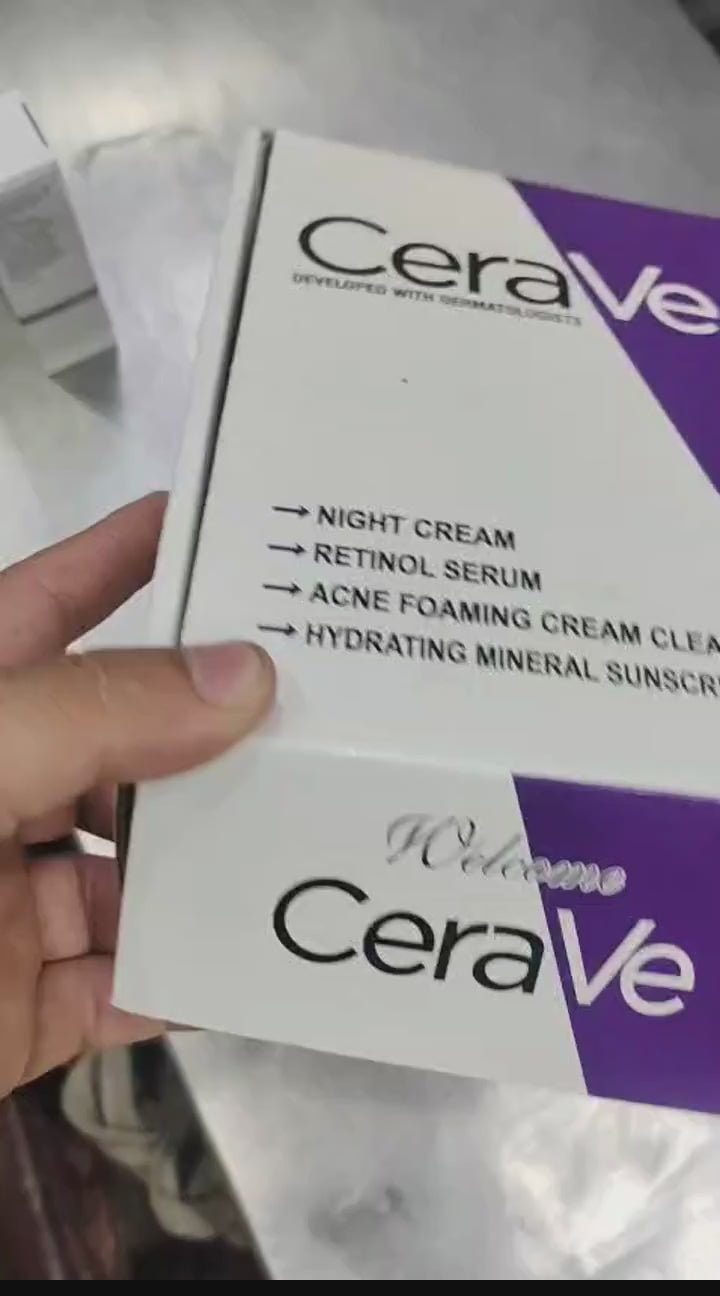 CeraVe
DEVELOPED WITH DERMATOLOGISTS
→ NIGHT CREAM
→ RETINOL SERUM
→ ACNE FOAMING CREAM CLEA
→ HYDRATING MINERAL SUNSCR
Welcome
CeraVe